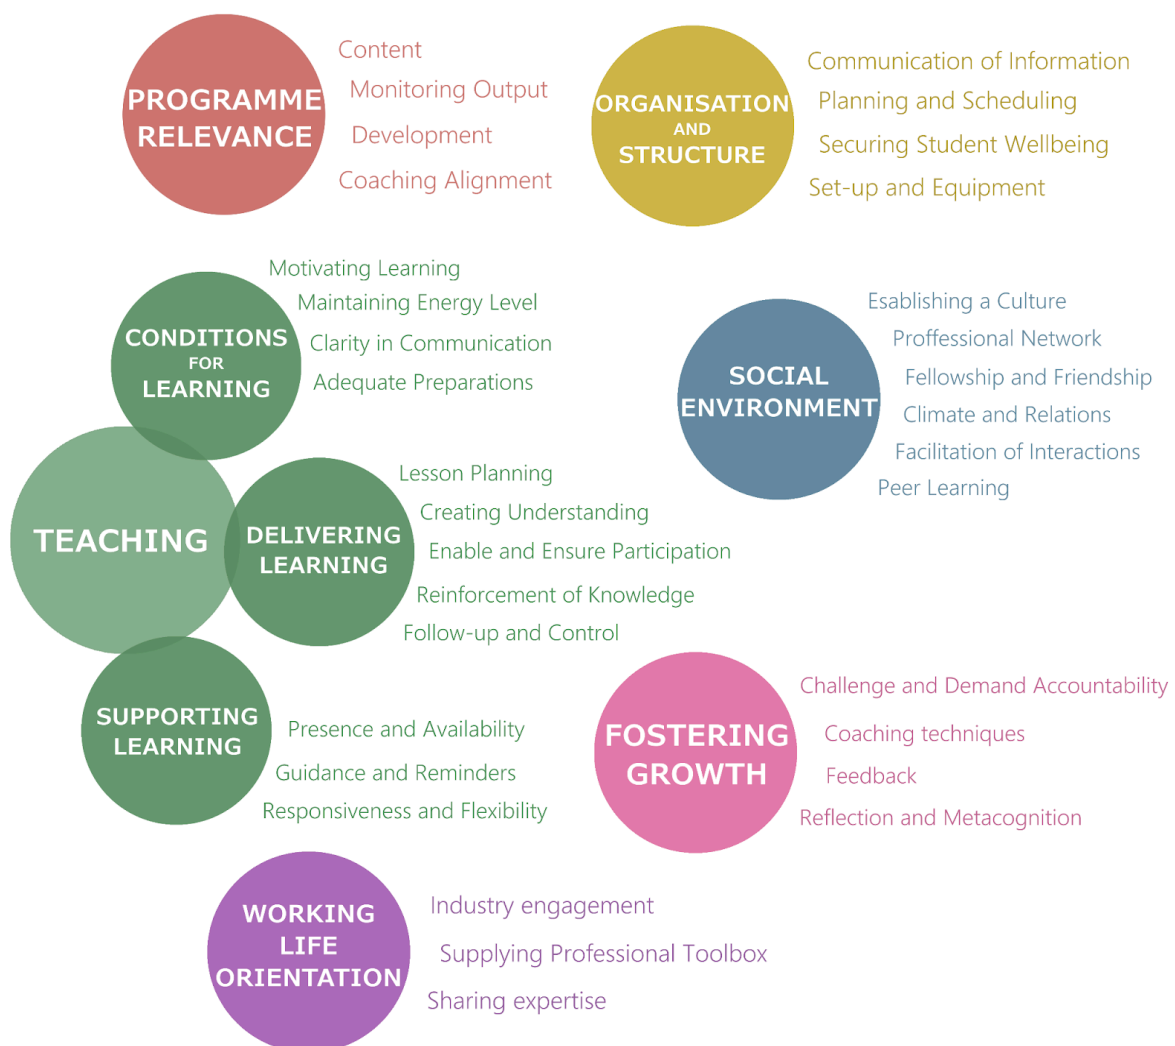 PROGRAMME
RELEVANCE
Content
Monitoring Output
Development
Coaching Alignment
ORGANISATION
AND
STRUCTURE
Communication of Information
Planning and Scheduling
Securing Student Wellbeing
Set-up and Equipment
TEACHING
CONDITIONS
FOR
LEARNING
Motivating Learning
Maintaining Energy Level
Clarity in Communication
Adequate Preparations
DELIVERING
LEARNING
Lesson Planning
Creating Understanding
Enable and Ensure Participation
Reinforcement of Knowledge
Follow-up and Control
SUPPORTING
LEARNING
Presence and Availability
Guidance and Reminders
Responsiveness and Flexibility
SOCIAL
ENVIRONMENT
Esablishing a Culture
Proffessional Network
Fellowship and Friendship
Climate and Relations
Facilitation of Interactions
Peer Learning
FOSTERING
GROWTH
Challenge and Demand Accountability
Coaching techniques
Feedback
Reflection and Metacognition
WORKING
LIFE
ORIENTATION
Industry engagement
Supplying Professional Toolbox
Sharing expertise